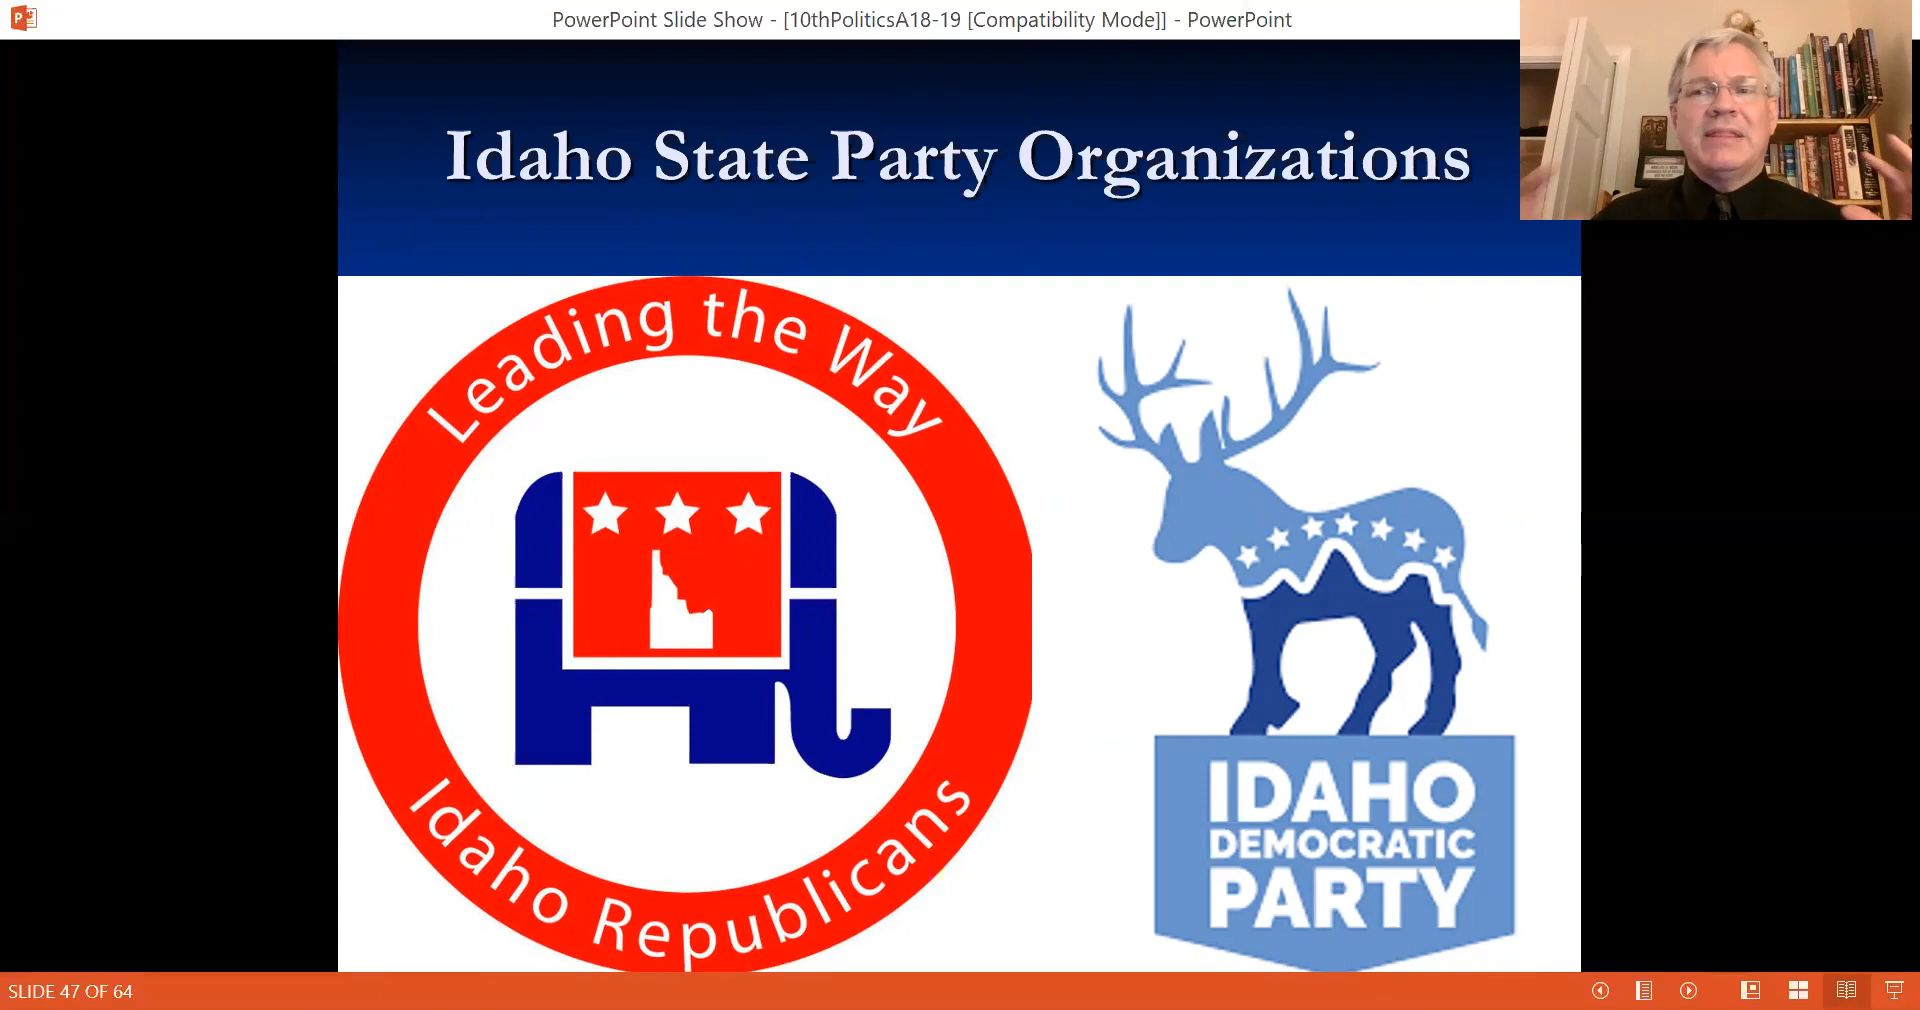 PowerPoint Slide Show - [10thPoliticsA18-19 [Compatibility Mode]] - PowerPoint
Idaho State Party Organizations
Leading the Way
Idaho Republicans
IDAHO
DEMOCRATIC
PARTY
SLIDE 47 OF 64